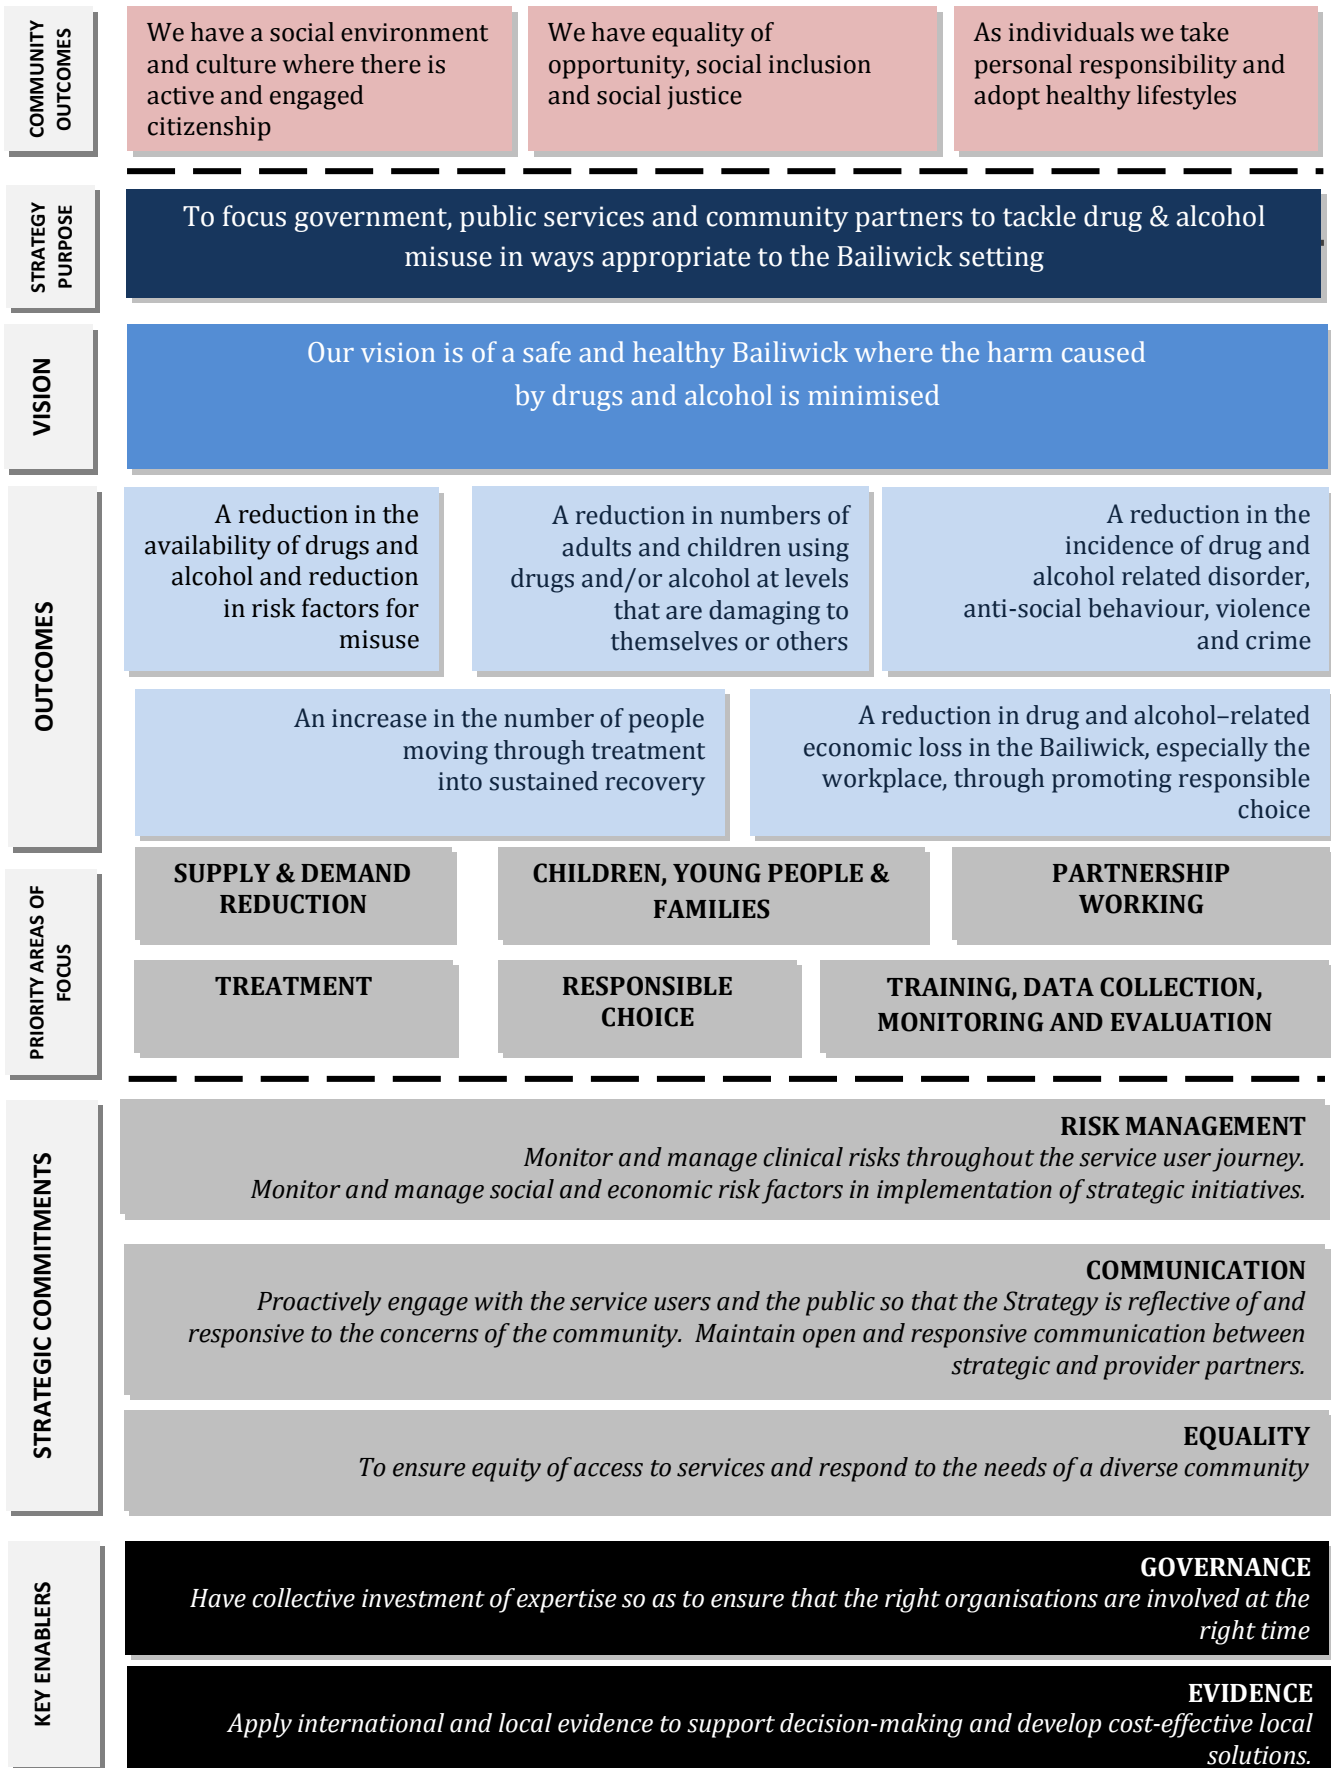 COMMUNITY
OUTCOMES
We have a social environment
and culture where there is
active and engaged
citizenship
We have equality of
opportunity, social inclusion
and social justice
As individuals we take
personal responsibility and
adopt healthy lifestyles
STRATEGY
PURPOSE
To focus government, public services and community partners to tackle drug & alcohol
misuse in ways appropriate to the Bailiwick setting
VISION
Our vision is of a safe and healthy Bailiwick where the harm caused
by drugs and alcohol is minimised
OUTCOMES
A reduction in the
availability of drugs and
alcohol and reduction
in risk factors for
misuse
A reduction in numbers of
adults and children using
drugs and/or alcohol at levels
that are damaging to
themselves or others
A reduction in the
incidence of drug and
alcohol related disorder,
anti-social behaviour, violence
and crime
An increase in the number of people
moving through treatment
into sustained recovery
A reduction in drug and alcohol–related
economic loss in the Bailiwick, especially the
workplace, through promoting responsible
choice
PRIORITY AREAS OF
FOCUS
SUPPLY & DEMAND
REDUCTION
CHILDREN, YOUNG PEOPLE &
FAMILIES
PARTNERSHIP
WORKING
TREATMENT
RESPONSIBLE
CHOICE
TRAINING, DATA COLLECTION,
MONITORING AND EVALUATION
STRATEGIC COMMITMENTS
RISK MANAGEMENT
Monitor and manage clinical risks throughout the service user journey.
Monitor and manage social and economic risk factors in implementation of strategic initiatives.
COMMUNICATION
Proactively engage with the service users and the public so that the Strategy is reflective of and
responsive to the concerns of the community.  Maintain open and responsive communication between
strategic and provider partners.
EQUALITY
To ensure equity of access to services and respond to the needs of a diverse community
KEY ENABLERS
GOVERNANCE
Have collective investment of expertise so as to ensure that the right organisations are involved at the
right time
EVIDENCE
Apply international and local evidence to support decision-making and develop cost-effective local
solutions.